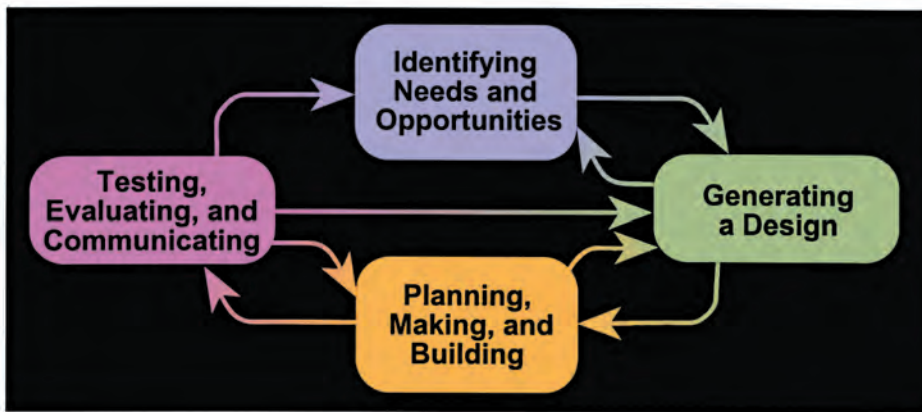 Identifying
Needs and
Opportunities
Testing,
Evaluating, and
Communicating
Generating
a Design
Planning,
Making, and
Building